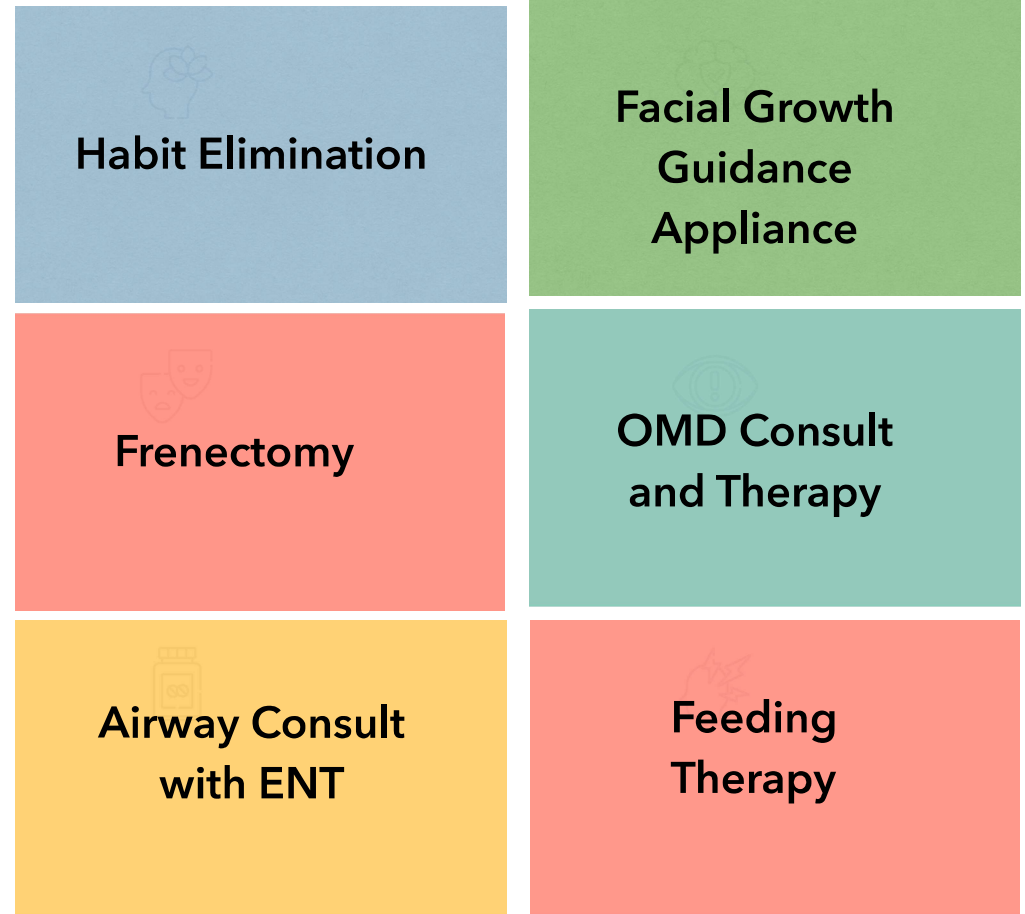 Habit Elimination
Facial Growth
Guidance
Appliance
Frenectomy
OMD Consult
and Therapy
Airway Consult
with ENT
Feeding
Therapy